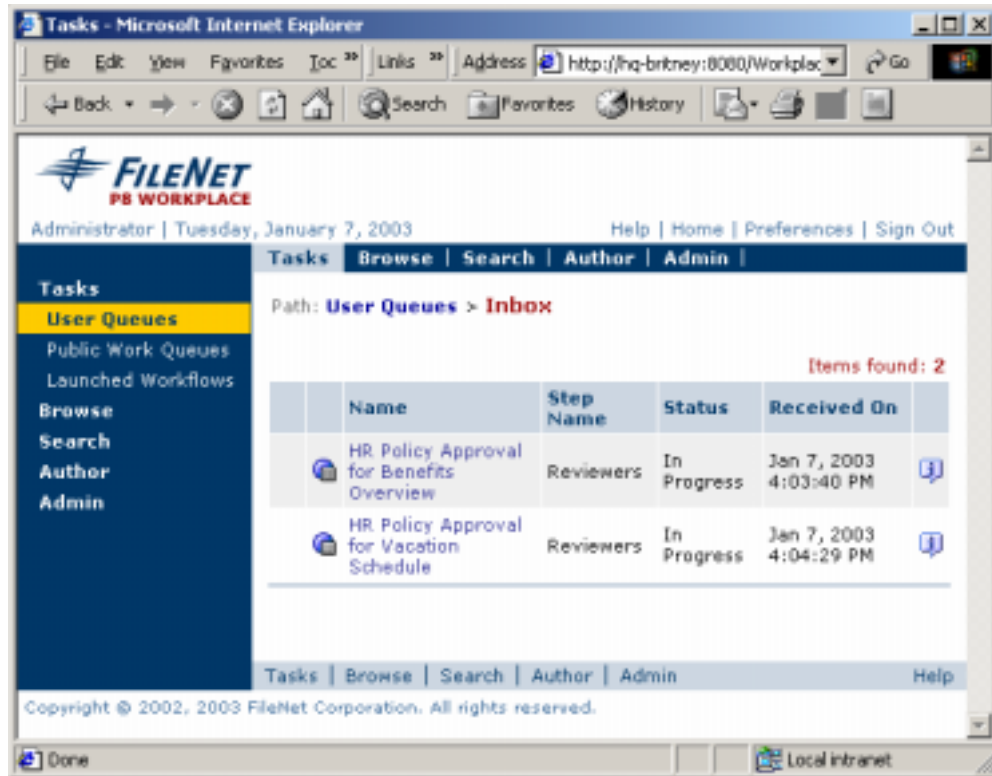 Tasks - Microsoft Internet Explorer
File Edit View Favorites Toc » Links » Address http://hq-britney:8080/Workplac Go
Back Search Favorites History
FILENET
P8 WORKPLACE
Administrator | Tuesday, January 7, 2003 Help | Home | Preferences | Sign Out
Tasks Browse | Search | Author | Admin |
Tasks
User Queues
Public Work Queues
Launched Workflows
Browse
Search
Author
Admin
Path: User Queues > Inbox
Items found: 2
Name Step Name Status Received On
HR Policy Approval
for Benefits
Overview
Reviewers
In
Progress
Jan 7, 2003
4:03:40 PM
HR Policy Approval
for Vacation
Schedule
Reviewers
In
Progress
Jan 7, 2003
4:04:29 PM
Tasks | Browse | Search | Author | Admin Help
Copyright © 2002, 2003 FileNet Corporation. All rights reserved.
Done Local intranet